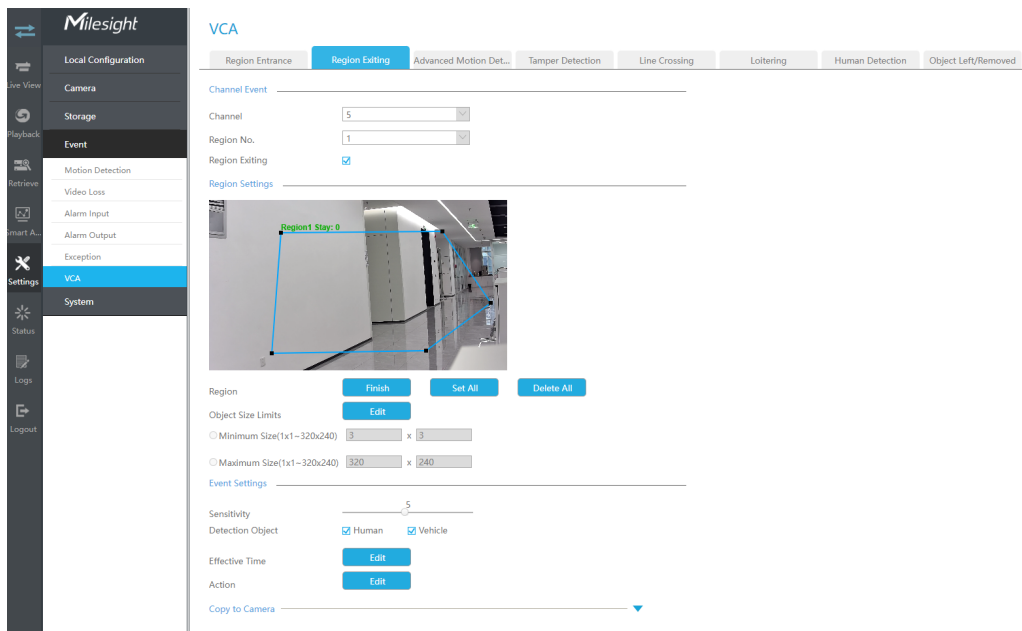 Milesight
Local Configuration
Camera
Storage
Event
Motion Detection
Video Loss
Alarm Input
Alarm Output
Exception
VCA
System
Live View
Playback
Retrieve
Smart A...
Settings
Status
Logs
Logout
VCA
Region Entrance
Region Exiting
Advanced Motion Det...
Tamper Detection
Line Crossing
Loitering
Human Detection
Object Left/Removed
Channel Event
Channel 5
Region No. 1
Region Exiting
Region Settings
Region1 Stay: 0
5
Region Finish Set All Delete All
Object Size Limits Edit
Minimum Size(1x1~320x240) 3 x 3
Maximum Size(1x1~320x240) 320 x 240
Event Settings
Sensitivity 5
Detection Object Human Vehicle
Effective Time Edit
Action Edit
Copy to Camera